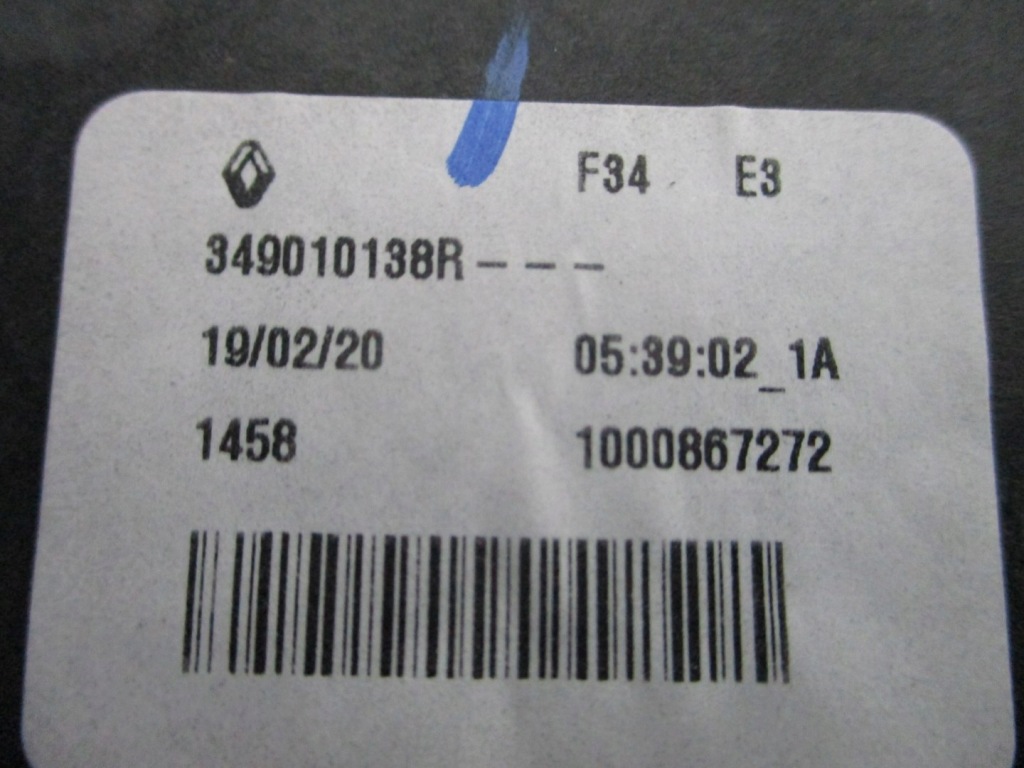 F34 E3
349010138R---
19/02/20 05:39:02_1A
1458 1000867272